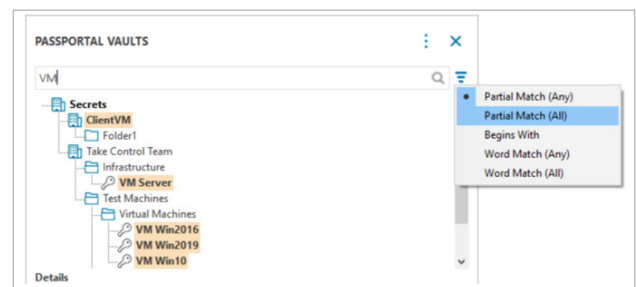 PASSPORTAL VAULTS
VM
Partial Match (Any)
Partial Match (All)
Begins With
Word Match (Any)
Word Match (All)
Secrets
ClientVM
Folder1
Take Control Team
Infrastructure
VM Server
Test Machines
Virtual Machines
VM Win2016
VM Win2019
VM Win10
Details